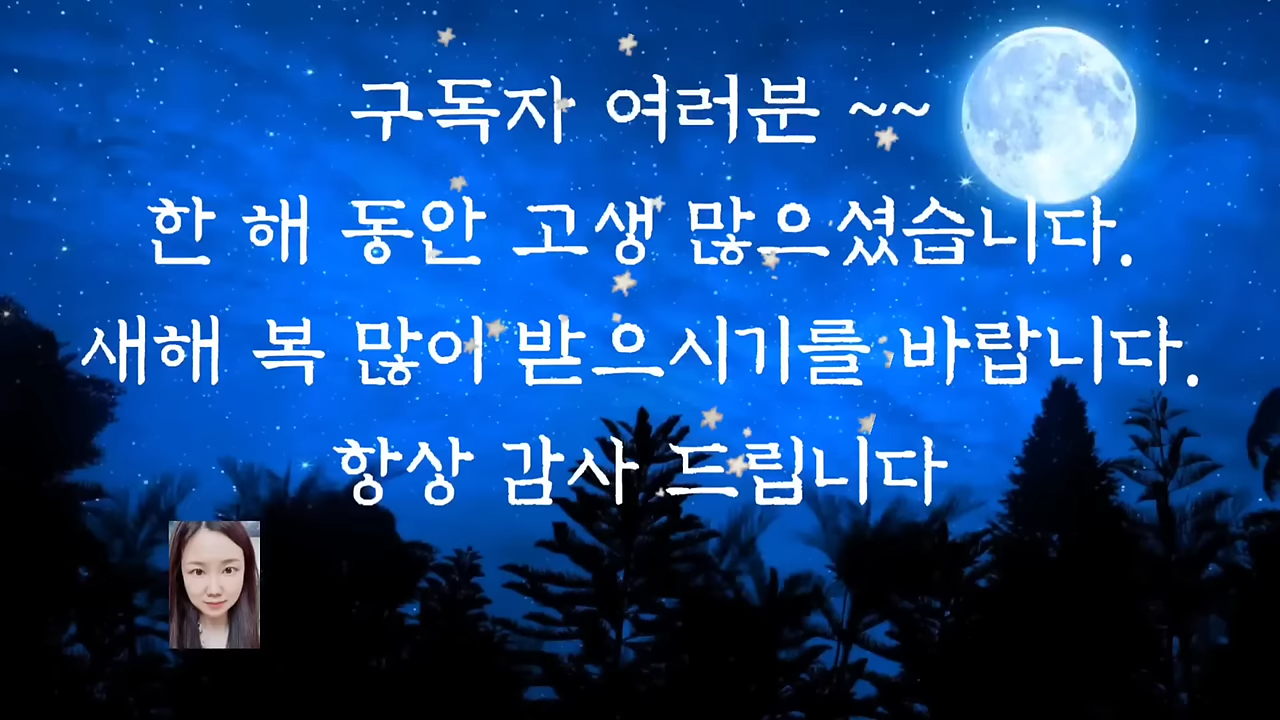 구독자 여러분 ~~
한 해 동안 고생 많으셨습니다.
새해 복 많이 받으시기를 바랍니다.
항상 감사 드립니다